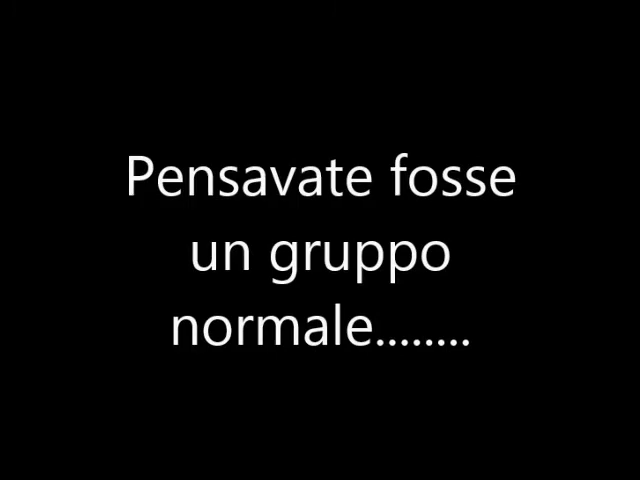 Pensavate fosse
un gruppo
normale........